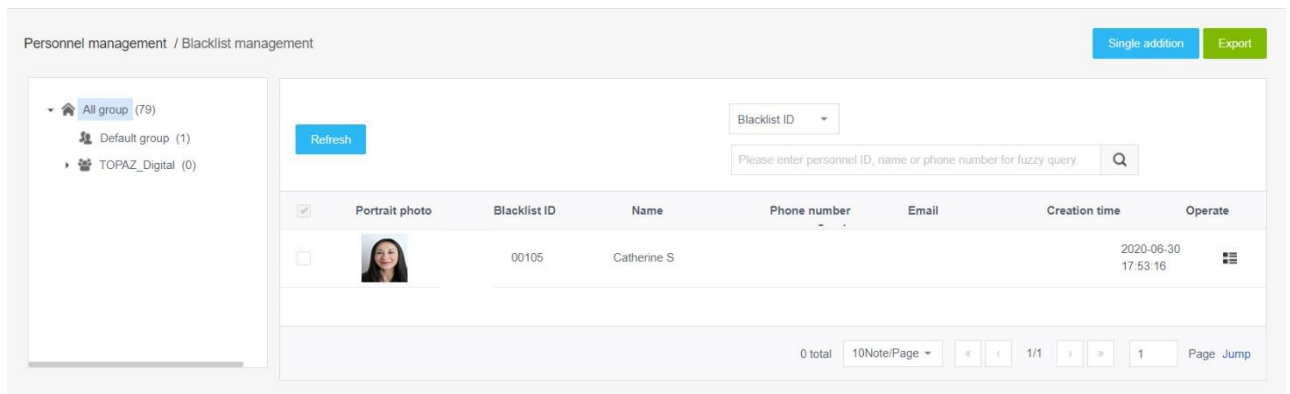 Personnel management / Blacklist management
Single addition
Export
All group (79)
Default group (1)
TOPAZ_Digital (0)
Refresh
Blacklist ID
Please enter personnel ID, name or phone number for fuzzy query.
Portrait photo Blacklist ID Name Phone number Email Creation time Operate
00105 Catherine S 2020-06-30
17:53:16
0 total 10Note/Page « ‹ 1/1 › » 1 Page Jump